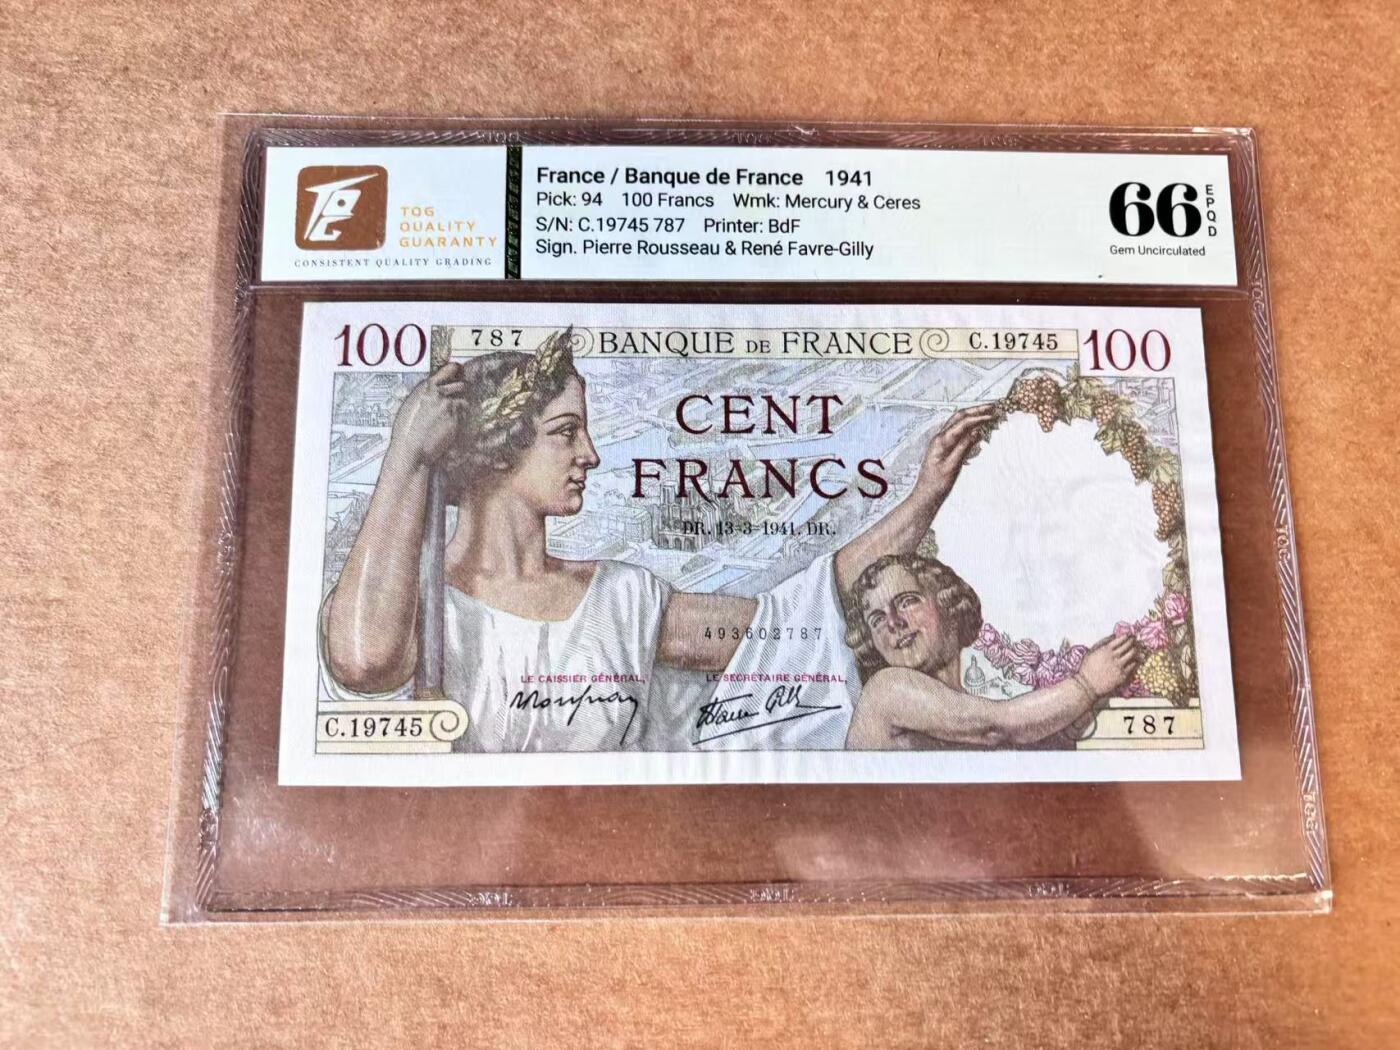 TQG
QUALITY
GUARANTY
CONSISTENT QUALITY GRADING
France / Banque de France 1941
Pick: 94 100 Francs Wmk: Mercury & Ceres
S/N: C.19745 787 Printer: BdF
Sign. Pierre Rousseau & René Favre-Gilly
66
EPQD
Gem Uncirculated
100 787 BANQUE DE FRANCE C.19745 100
CENT
FRANCS
DR. 13=3=1941. DR.
493602787
LE CAISSIER GÉNÉRAL, LE SECRÉTAIRE GÉNÉRAL,
C.19745 787